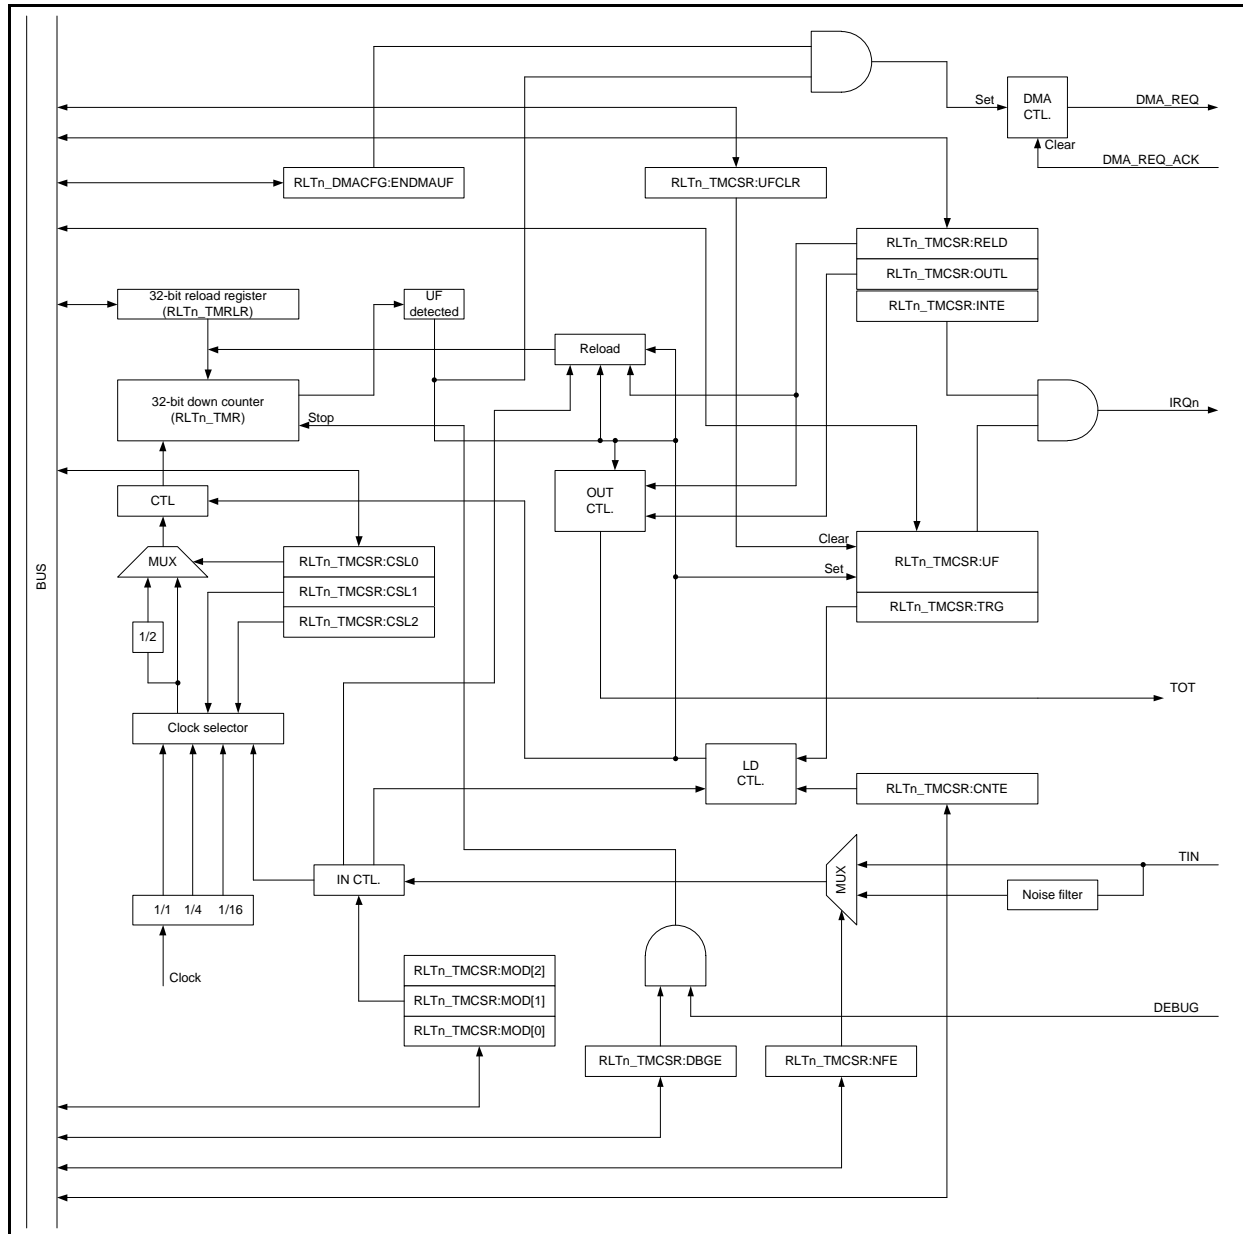 DMA
CTL.
Set
Clear
DMA_REQ
DMA_REQ_ACK
RLTn_DMACFG:ENDMAUF
RLTn_TMCSR:UFCLR
RLTn_TMCSR:RELD
RLTn_TMCSR:OUTL
RLTn_TMCSR:INTE
32-bit reload register
(RLTn_TMRLR)
UF
detected
Reload
32-bit down counter
(RLTn_TMR)
Stop
IRQn
CTL
OUT
CTL.
MUX
RLTn_TMCSR:CSL0
RLTn_TMCSR:CSL1
RLTn_TMCSR:CSL2
Clear
Set
RLTn_TMCSR:UF
RLTn_TMCSR:TRG
BUS
1/2
TOT
Clock selector
LD
CTL.
RLTn_TMCSR:CNTE
TIN
IN CTL.
MUX
Noise filter
1/1 1/4 1/16
Clock
RLTn_TMCSR:MOD[2]
RLTn_TMCSR:MOD[1]
RLTn_TMCSR:MOD[0]
DEBUG
RLTn_TMCSR:DBGE
RLTn_TMCSR:NFE